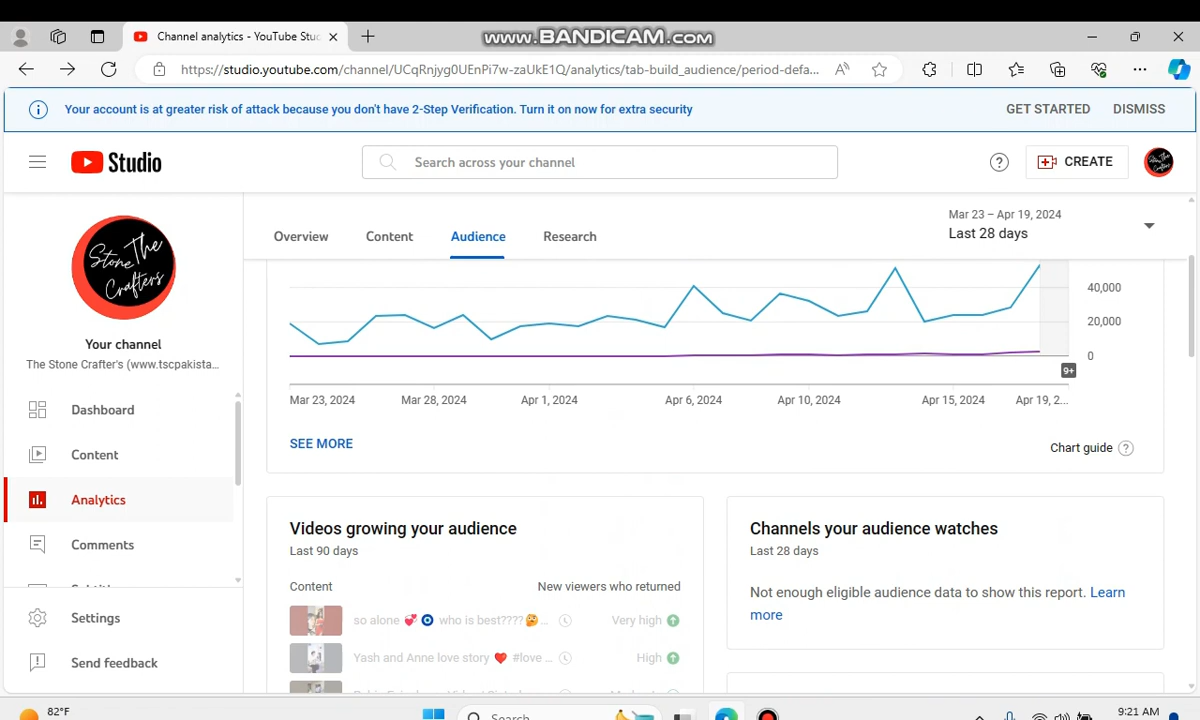 www.BANDICAM.com
Channel analytics - YouTube Stu
https://studio.youtube.com/channel/UCqRnjyg0UEnPi7w-zaUkE1Q/analytics/tab-build_audience/period-defa...
Your account is at greater risk of attack because you don't have 2-Step Verification. Turn it on now for extra security
GET STARTED
DISMISS
Studio
Search across your channel
CREATE
Stone The Crafters
Your channel
The Stone Crafter's (www.tscpakista...
Dashboard
Content
Analytics
Comments
Settings
Send feedback
Overview
Content
Audience
Research
Mar 23 – Apr 19, 2024
Last 28 days
40,000
20,000
0
9+
Mar 23, 2024
Mar 28, 2024
Apr 1, 2024
Apr 6, 2024
Apr 10, 2024
Apr 15, 2024
Apr 19, 2...
SEE MORE
Chart guide
Videos growing your audience
Last 90 days
Content
New viewers who returned
so alone 💞 🧿 who is best????🤔...
Very high
Yash and Anne love story ❤️ #love ...
High
Channels your audience watches
Last 28 days
Not enough eligible audience data to show this report. Learn
more
82°F
Search
9:21 AM